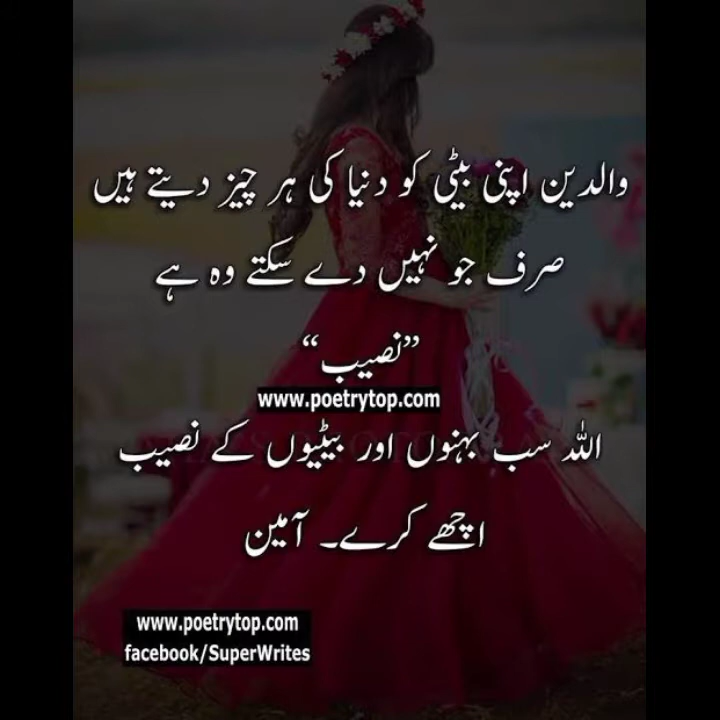 والدین اپنی بیٹی کو دنیا کی ہر چیز دیتے ہیں
صرف جو نہیں دے سکتے وہ ہے
”نصیب“
www.poetrytop.com
اللہ سب بہنوں اور بیٹیوں کے نصیب
اچھے کرے۔ آمین
www.poetrytop.com
facebook/SuperWrites